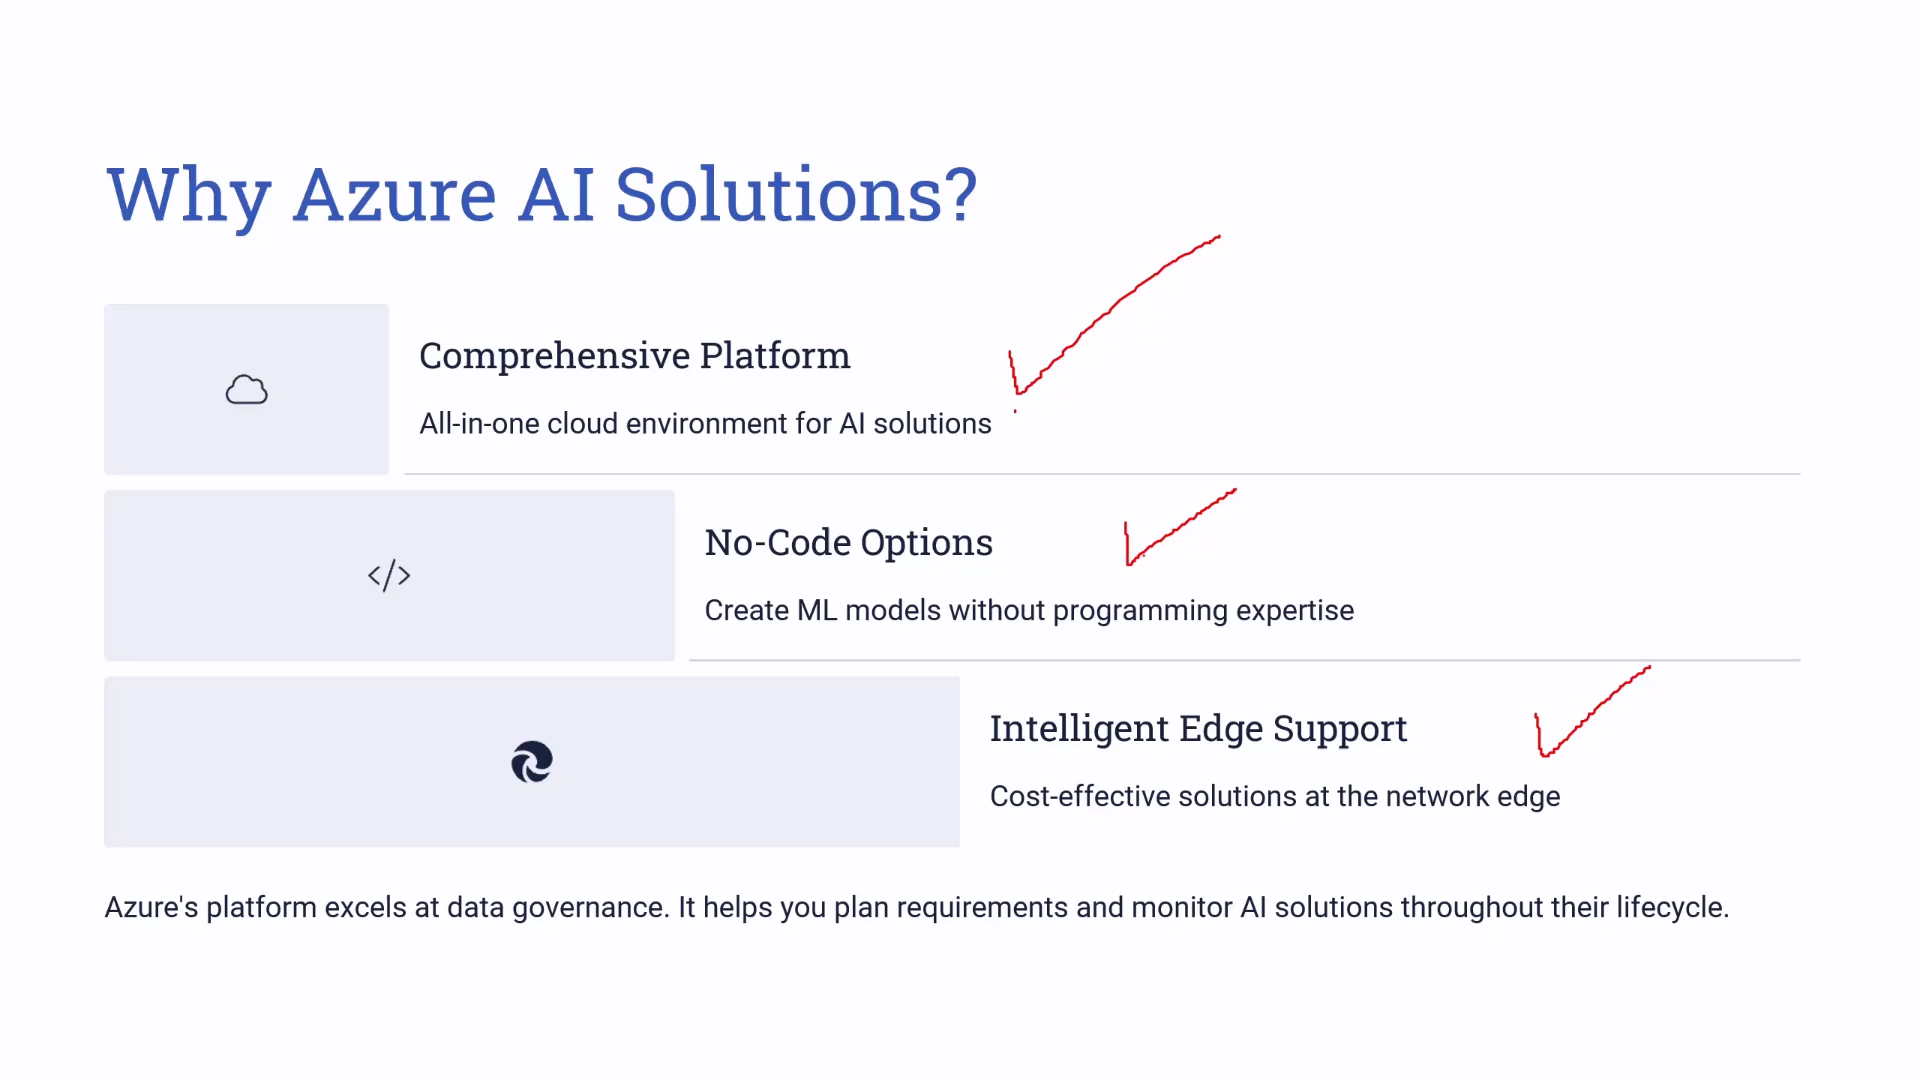 Why Azure AI Solutions?
Comprehensive Platform
All-in-one cloud environment for AI solutions
</>
No-Code Options
Create ML models without programming expertise
Intelligent Edge Support
Cost-effective solutions at the network edge
Azure's platform excels at data governance. It helps you plan requirements and monitor AI solutions throughout their lifecycle.